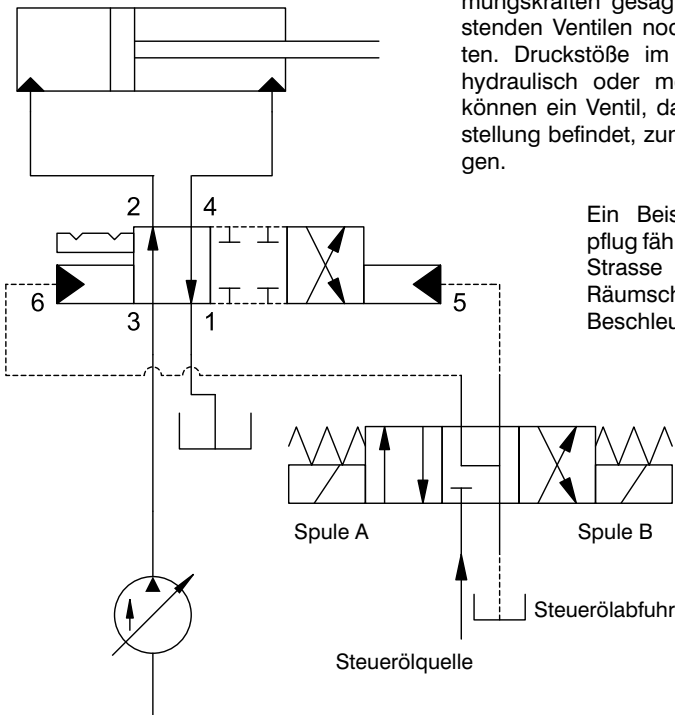 mungskräften gesag
stenden Ventilen noc
ten. Druckstöße im
hydraulisch oder me
können ein Ventil, da
stellung befindet, zur
gen.
Ein Beis
pflug fäh
Strasse
Räumsch
Beschleu
2 4
6 5
3 1
Spule A Spule B
Steuerölabfuhr
Steuerölquelle